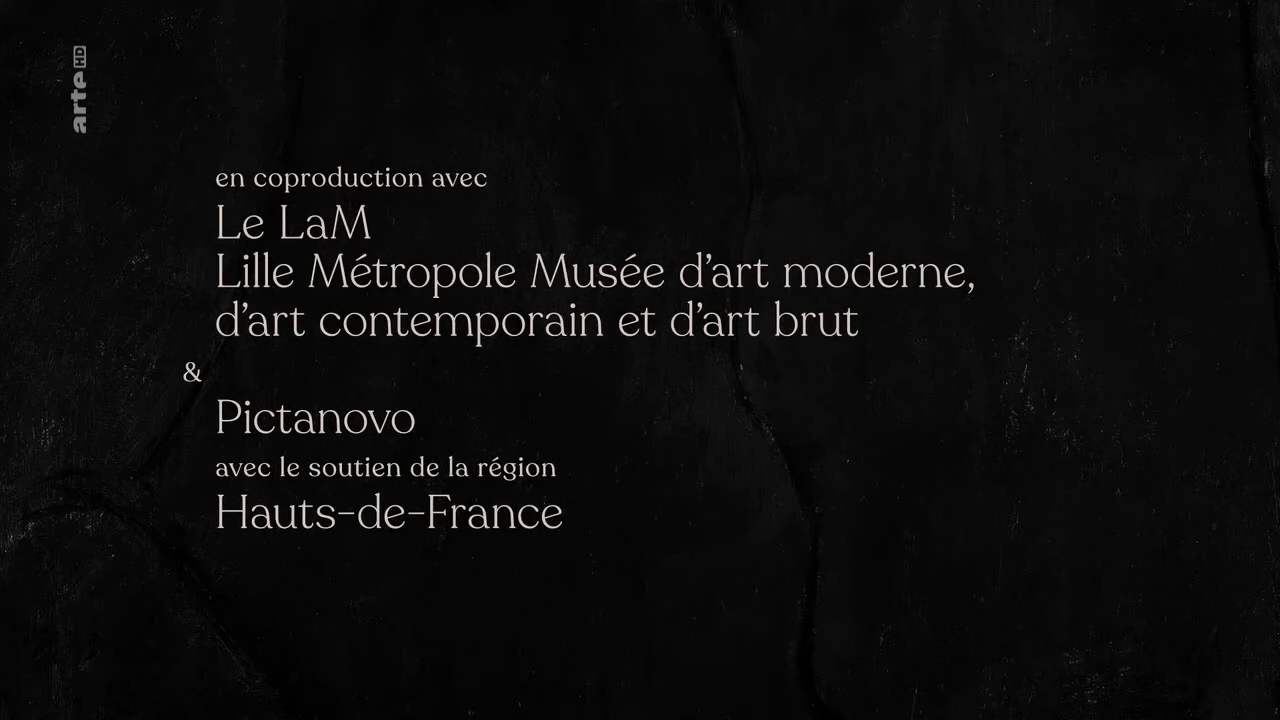 arte HD
en coproduction avec
Le LaM
Lille Métropole Musée d’art moderne,
d’art contemporain et d’art brut
&
Pictanovo
avec le soutien de la région
Hauts-de-France